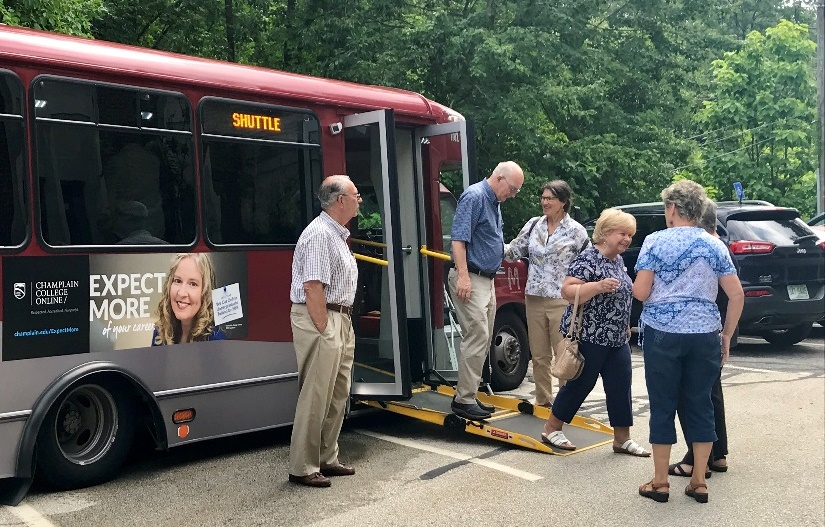 SHUTTLE
CHAMPLAIN
COLLEGE
ONLINE
champlain.edu/ExpectMore
EXPECT
MORE
of your career